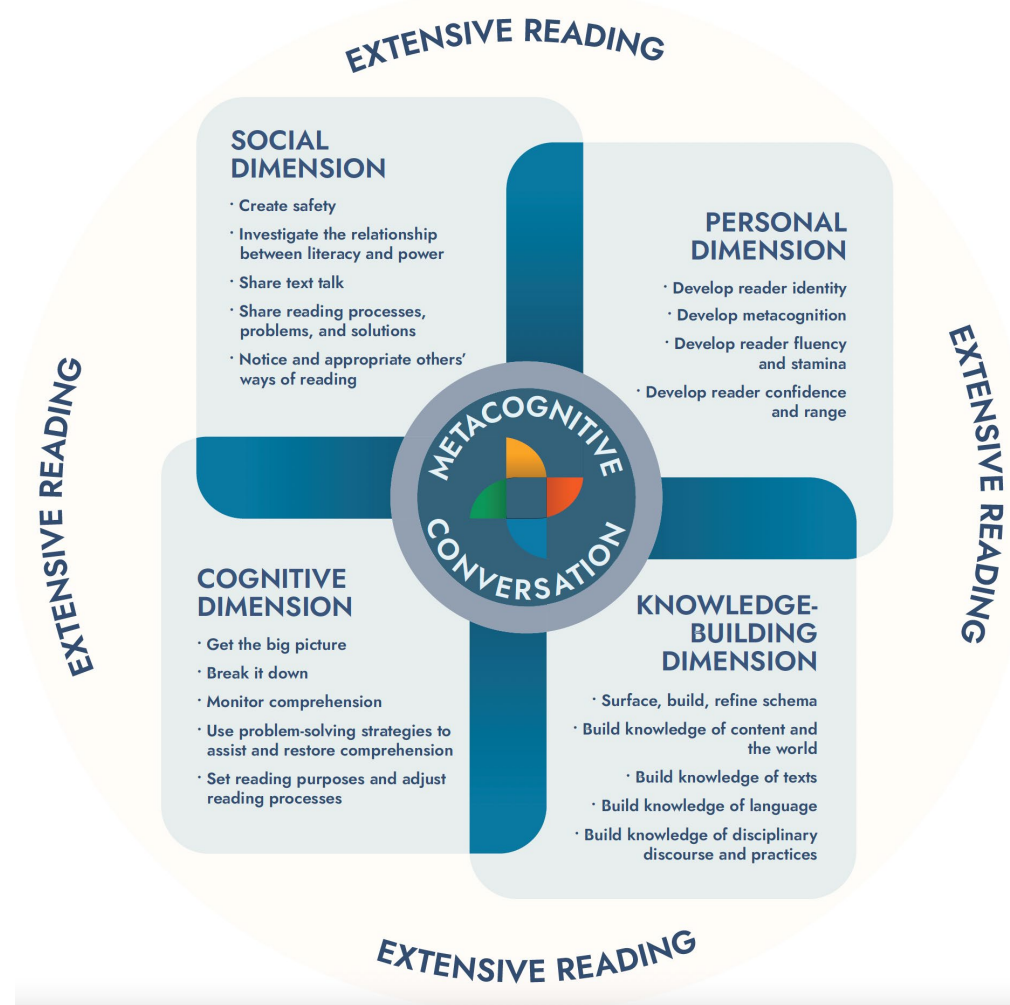 EXTENSIVE READING
SOCIAL
DIMENSION
· Create safety
· Investigate the relationship
between literacy and power
· Share text talk
· Share reading processes,
problems, and solutions
· Notice and appropriate others’
ways of reading
PERSONAL
DIMENSION
· Develop reader identity
· Develop metacognition
· Develop reader fluency
and stamina
· Develop reader confidence
and range
EXTENSIVE READING
METACOGNITIVE
CONVERSATION
EXTENSIVE READING
COGNITIVE
DIMENSION
· Get the big picture
· Break it down
· Monitor comprehension
· Use problem-solving strategies to
assist and restore comprehension
· Set reading purposes and adjust
reading processes
KNOWLEDGE-
BUILDING
DIMENSION
· Surface, build, refine schema
· Build knowledge of content and
the world
· Build knowledge of texts
· Build knowledge of language
· Build knowledge of disciplinary
discourse and practices
EXTENSIVE READING